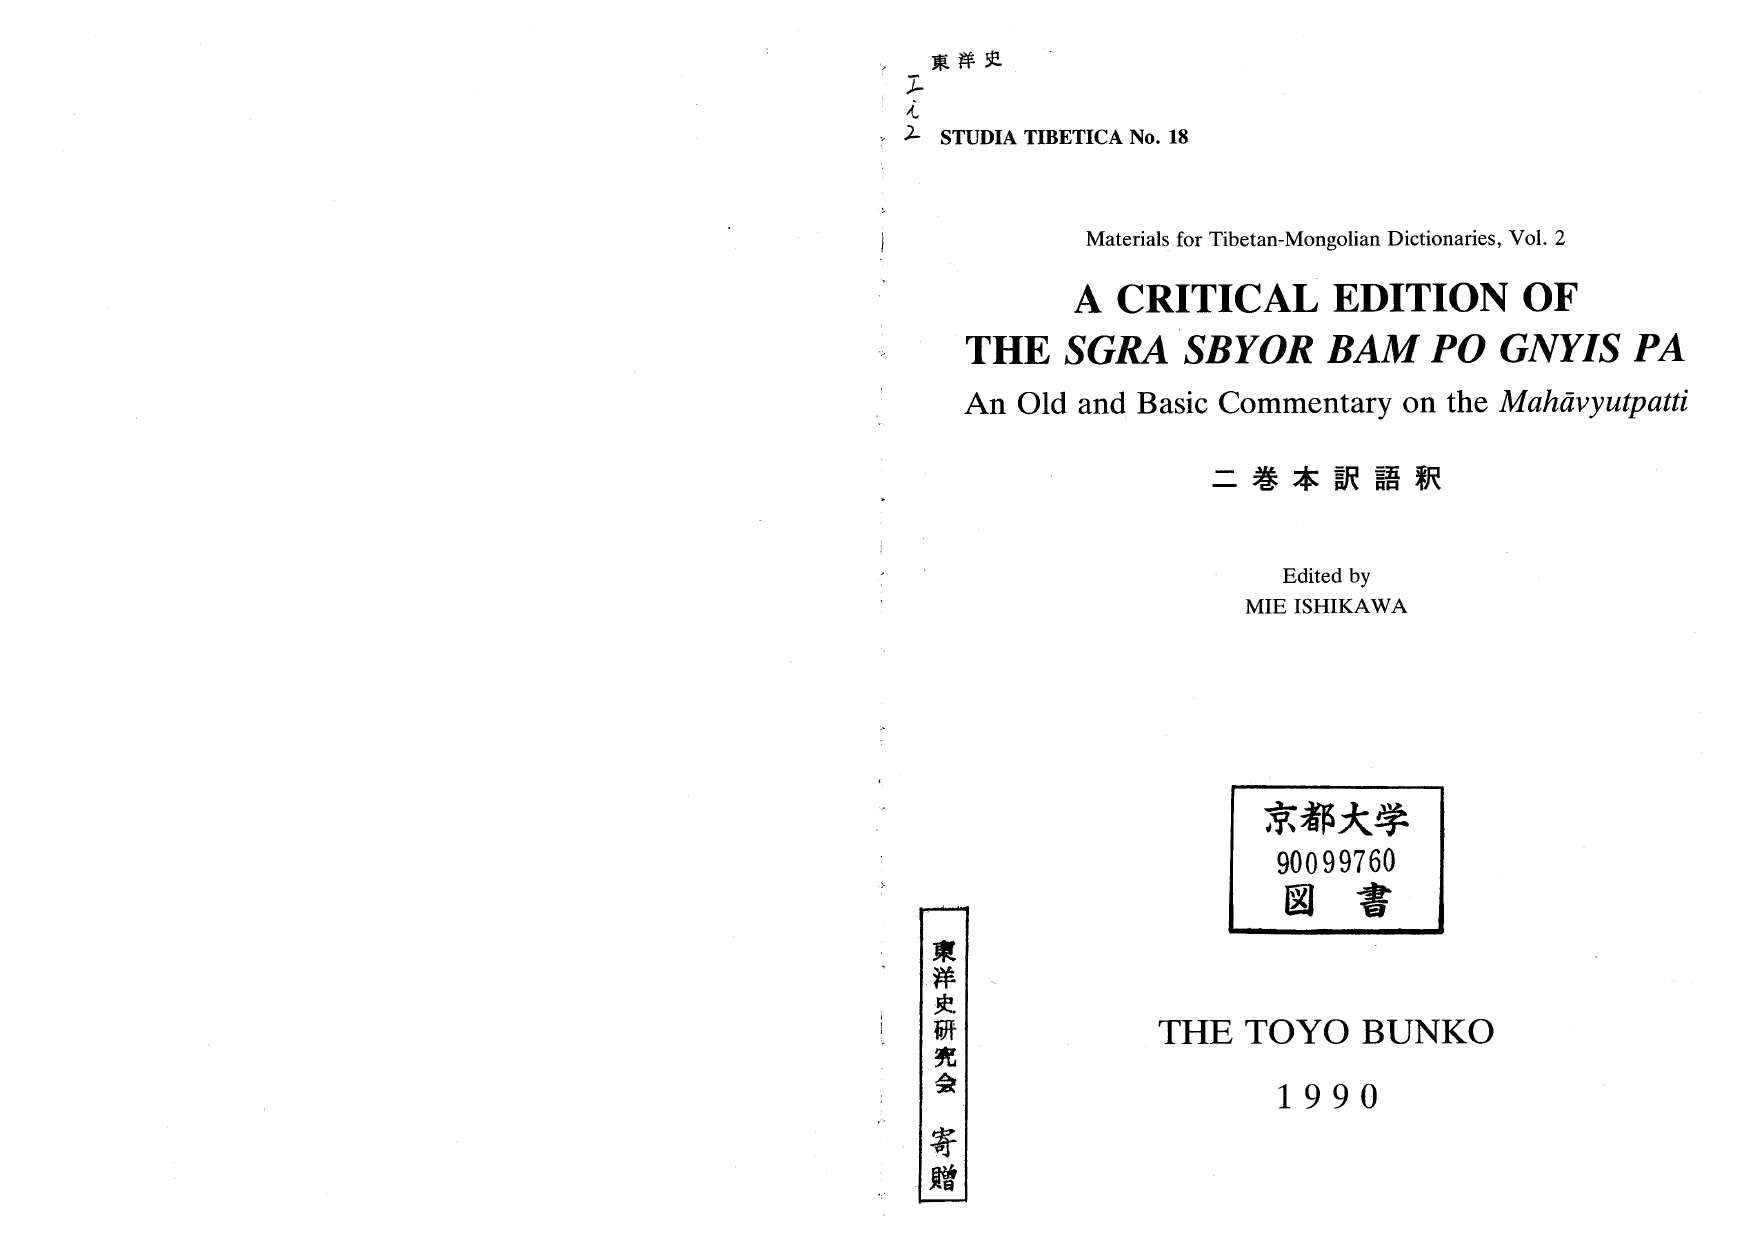 東洋史
I
i
2
STUDIA TIBETICA No. 18
Materials for Tibetan-Mongolian Dictionaries, Vol. 2
A CRITICAL EDITION OF
THE SGRA SBYOR BAM PO GNYIS PA
An Old and Basic Commentary on the Mahāvyutpatti
二巻本訳語釈
Edited by
MIE ISHIKAWA
京都大学
90099760
図書
東洋史研究会 寄贈
THE TOYO BUNKO
1990